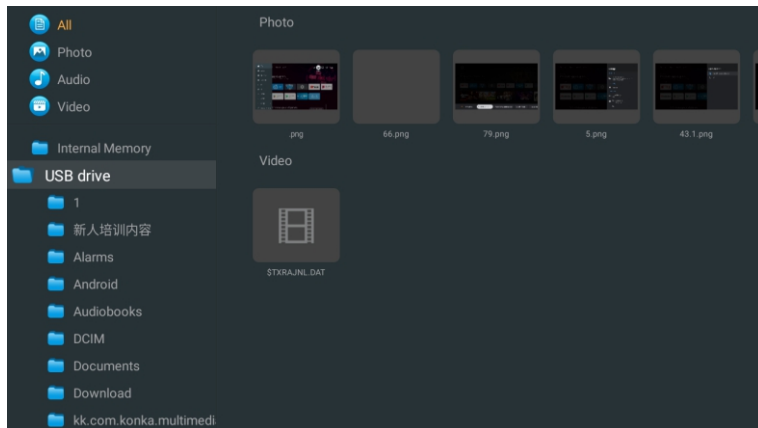 All
Photo
Audio
Video
Internal Memory
USB drive
1
新人培训内容
Alarms
Android
Audiobooks
DCIM
Documents
Download
kk.com.konka.multimedi
Photo
.png
66.png
79.png
5.png
43.1.png
Video
$TXRAJNL.DAT